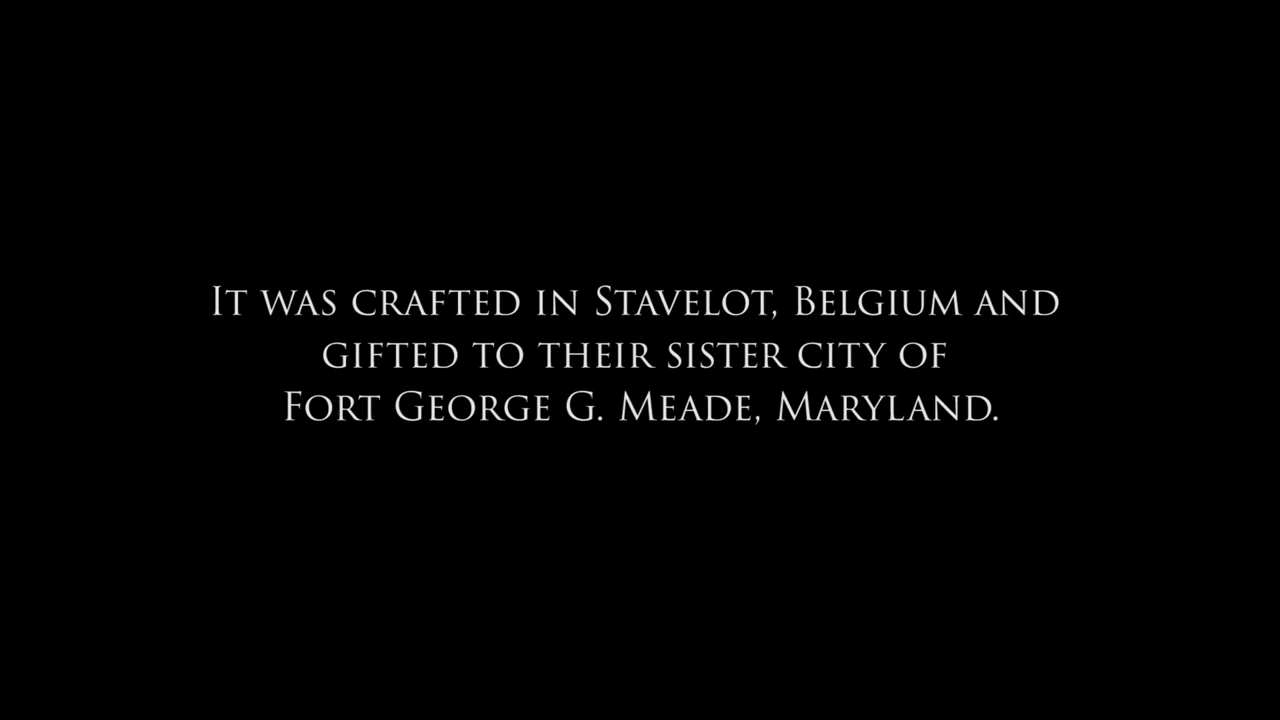 It was crafted in Stavelot, Belgium and
gifted to their sister city of
Fort George G. Meade, Maryland.